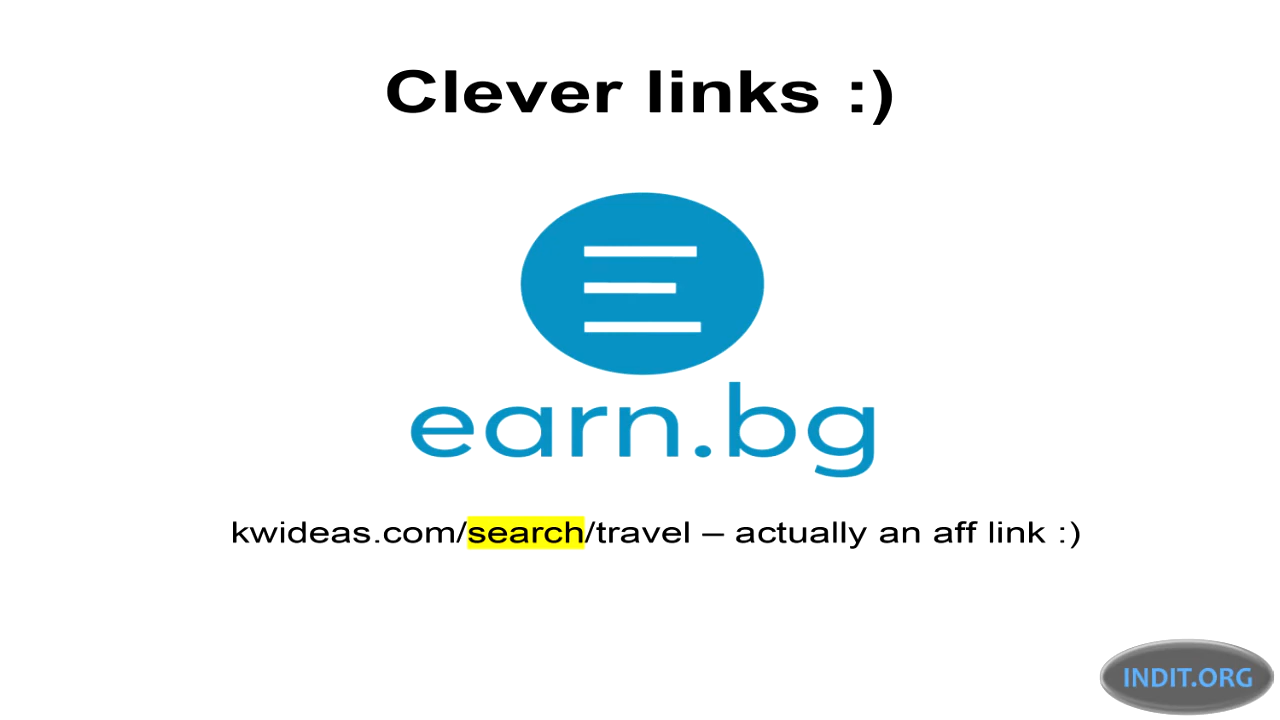 Clever links :)
earn.bg
kwideas.com/search/travel – actually an aff link :)
INDIT.ORG